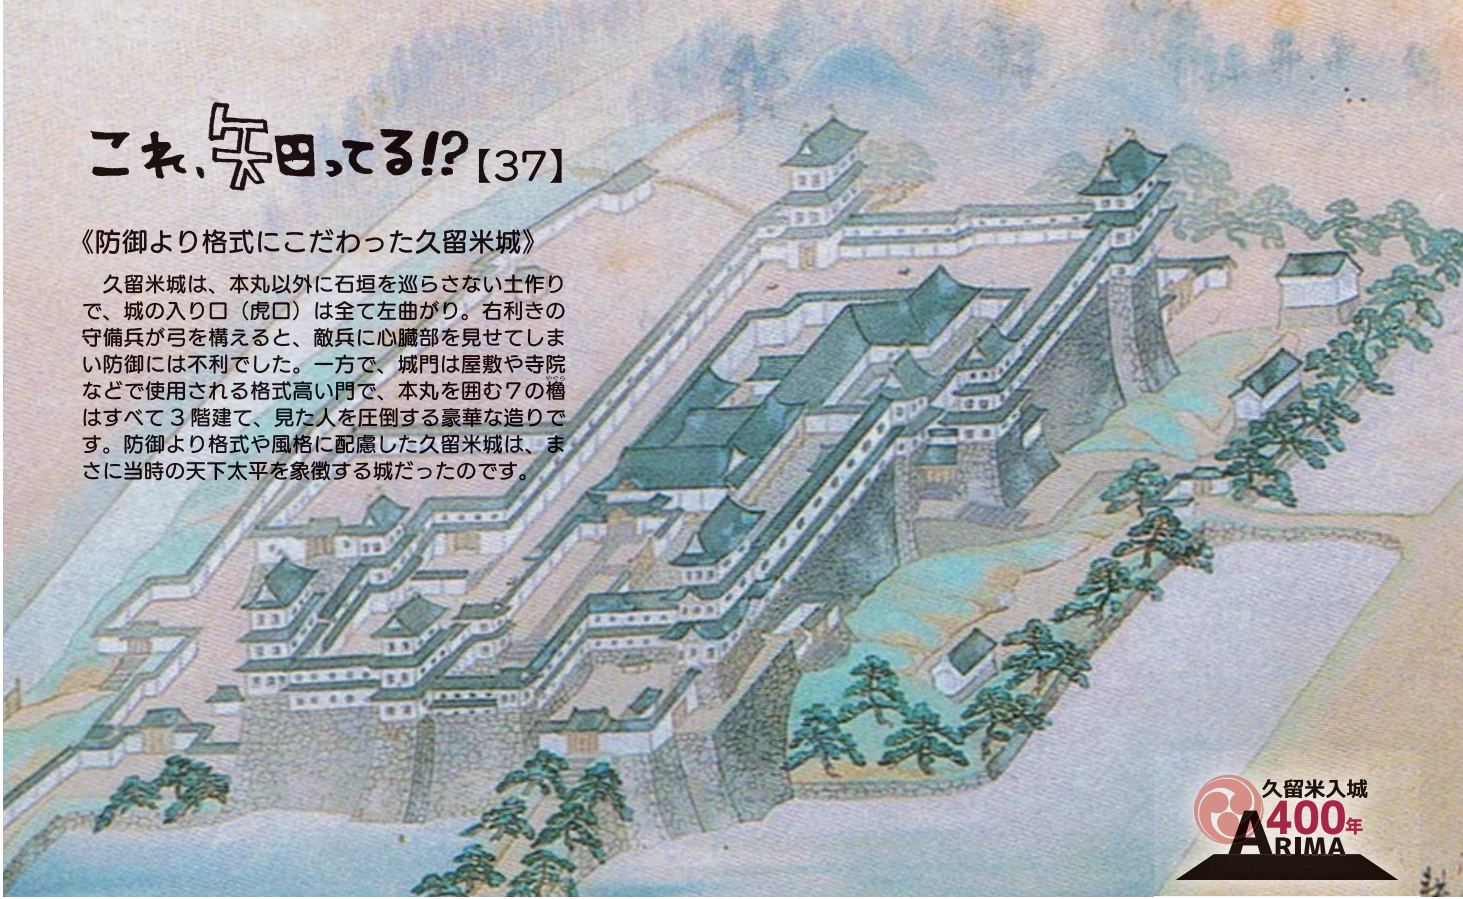 これ、知ってる!?【37】
《防御より格式にこだわった久留米城》
　久留米城は、本丸以外に石垣を巡らさない土作り
で、城の入り口（虎口）は全て左曲がり。右利きの
守備兵が弓を構えると、敵兵に心臓部を見せてしま
い防御には不利でした。一方で、城門は屋敷や寺院
などで使用される格式高い門で、本丸を囲む７の櫓
やぐら
はすべて３階建て、見た人を圧倒する豪華な造りで
す。防御より格式や風格に配慮した久留米城は、ま
さに当時の天下太平を象徴する城だったのです。
久留米入城
400年
ARIMA